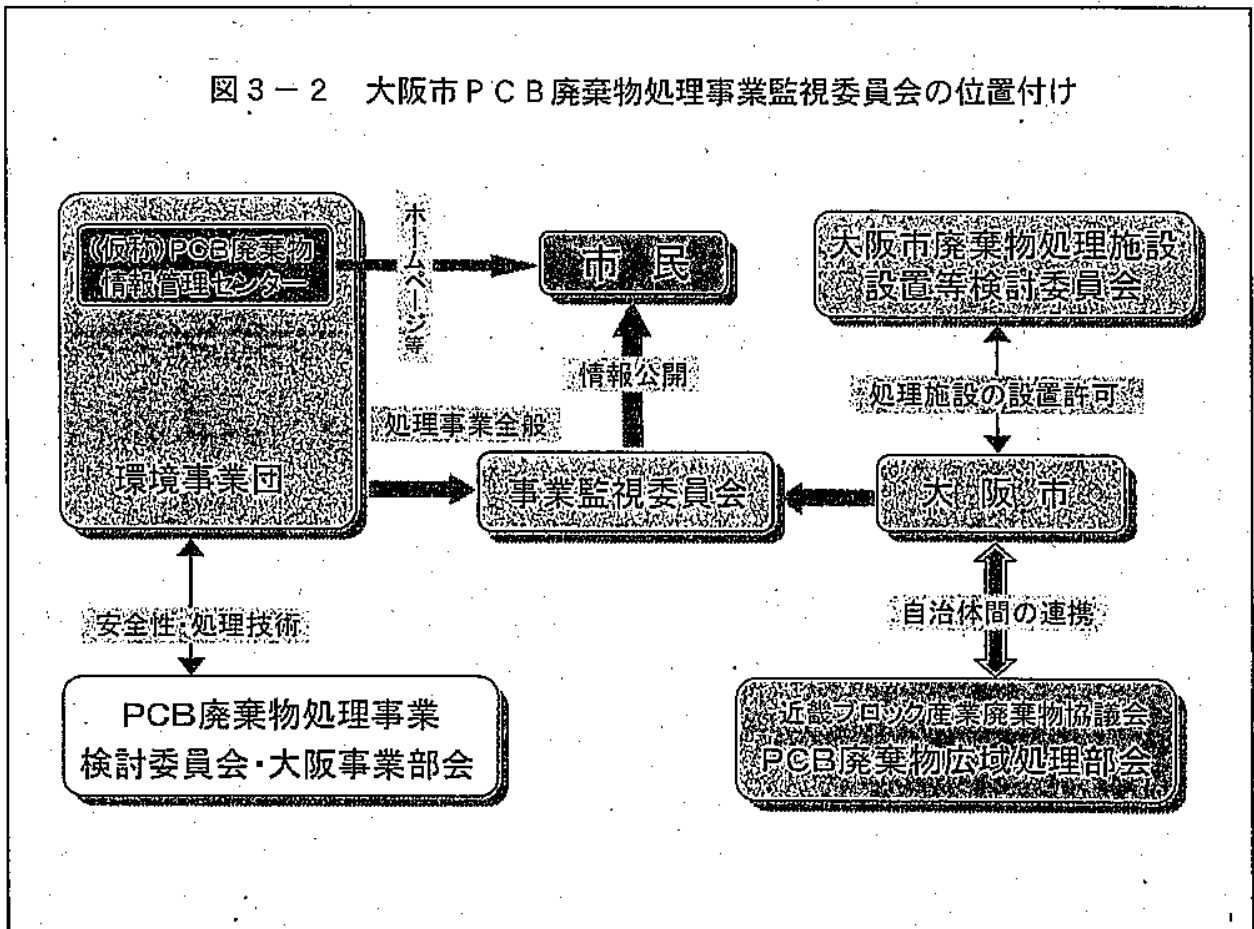 図3-2 大阪市PCB廃棄物処理事業監視委員会の位置付け
(仮称)PCB廃棄物
情報管理センター
環境事業団
ホームページ等
市民
情報公開
処理事業全般
事業監視委員会
大阪市廃棄物処理施設
設置等検討委員会
処理施設の設置許可
大阪市
自治体間の連携
安全性・処理技術
PCB廃棄物処理事業
検討委員会・大阪事業部会
近畿ブロック産業廃棄物協議会
PCB廃棄物広域処理部会